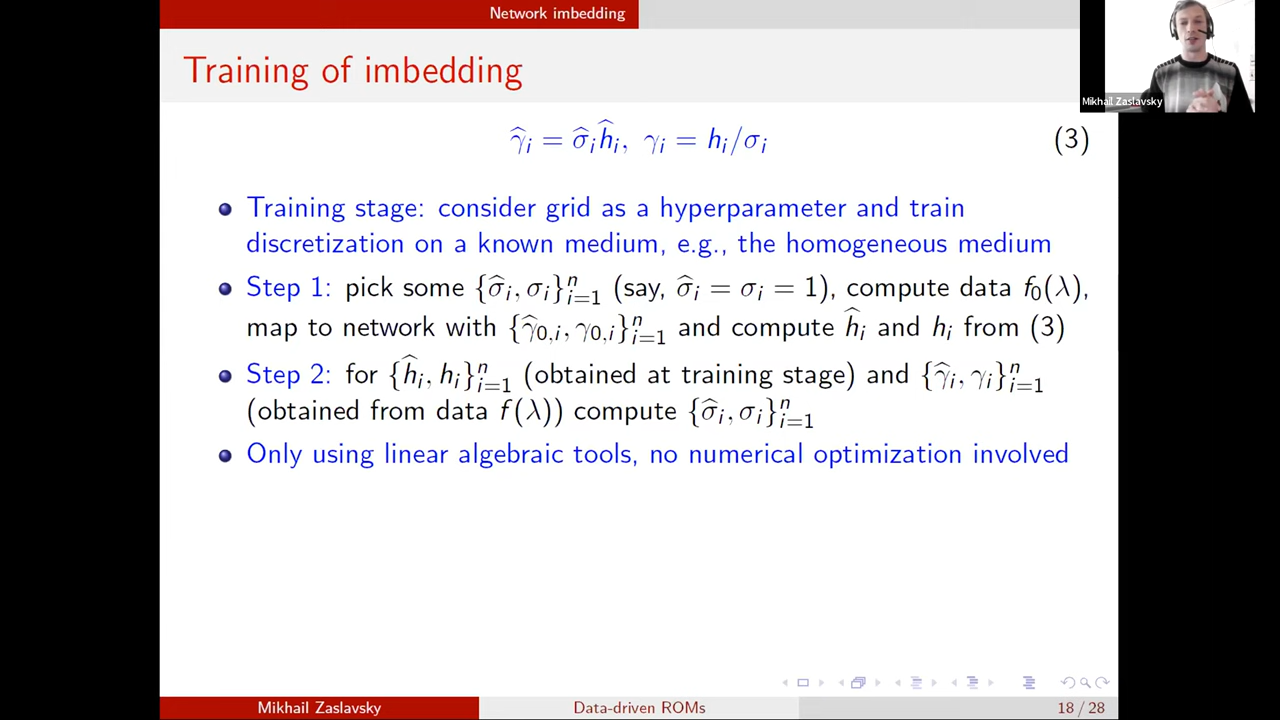 Network imbedding
Training of imbedding
Mikhail Zaslavsky
γ̂ᵢ = σ̂ᵢĥᵢ, γᵢ = hᵢ/σᵢ (3)
Training stage: consider grid as a hyperparameter and train
discretization on a known medium, e.g., the homogeneous medium
Step 1: pick some {σ̂ᵢ, σᵢ}ⁿᵢ₌₁ (say, σ̂ᵢ = σᵢ = 1), compute data f₀(λ),
map to network with {γ̂₀,ᵢ, γ₀,ᵢ}ⁿᵢ₌₁ and compute ĥᵢ and hᵢ from (3)
Step 2: for {ĥᵢ, hᵢ}ⁿᵢ₌₁ (obtained at training stage) and {γ̂ᵢ, γᵢ}ⁿᵢ₌₁
(obtained from data f(λ)) compute {σ̂ᵢ, σᵢ}ⁿᵢ₌₁
Only using linear algebraic tools, no numerical optimization involved
Mikhail Zaslavsky Data-driven ROMs 18 / 28